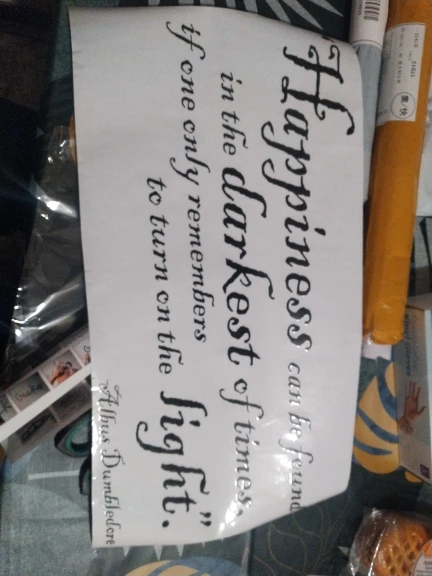 "Happiness can be found
in the darkest of times,
if one only remembers
to turn on the light."
Albus Dumbledore